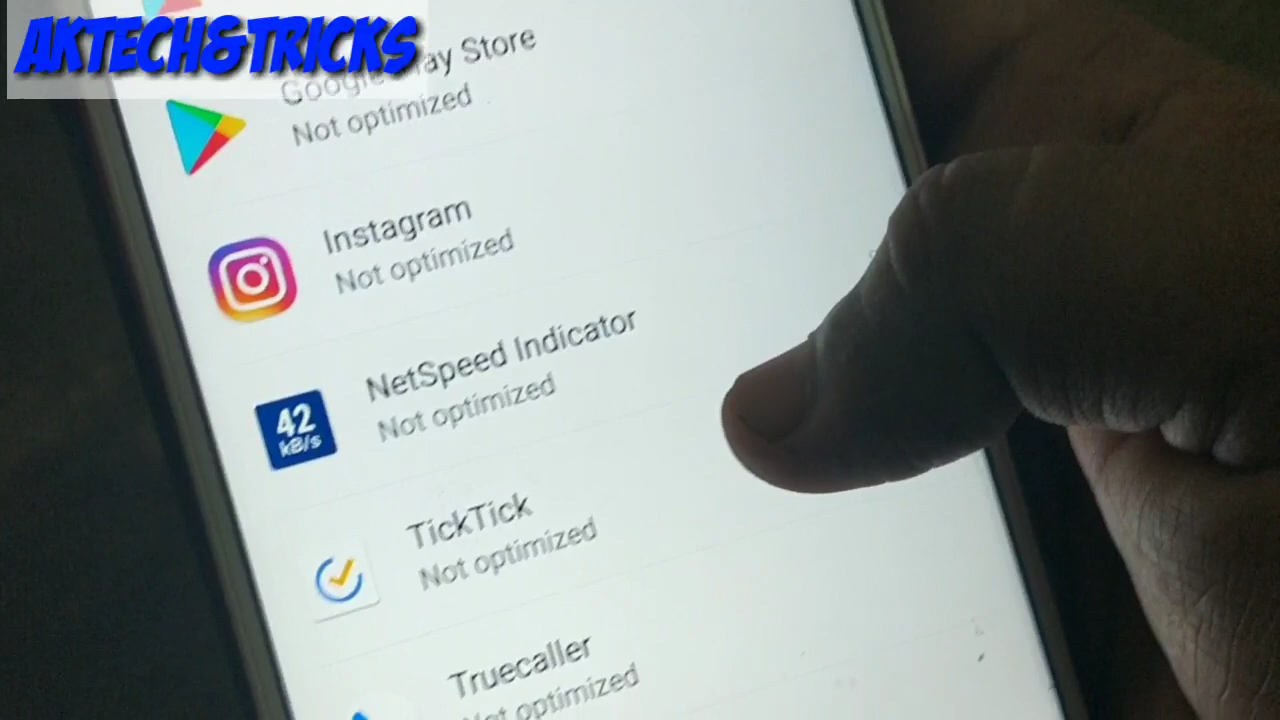 AKTECH&TRICKS
Google Play Store
Not optimized
Instagram
Not optimized
NetSpeed Indicator
Not optimized
42
kB/s
TickTick
Not optimized
Truecaller
Not optimized